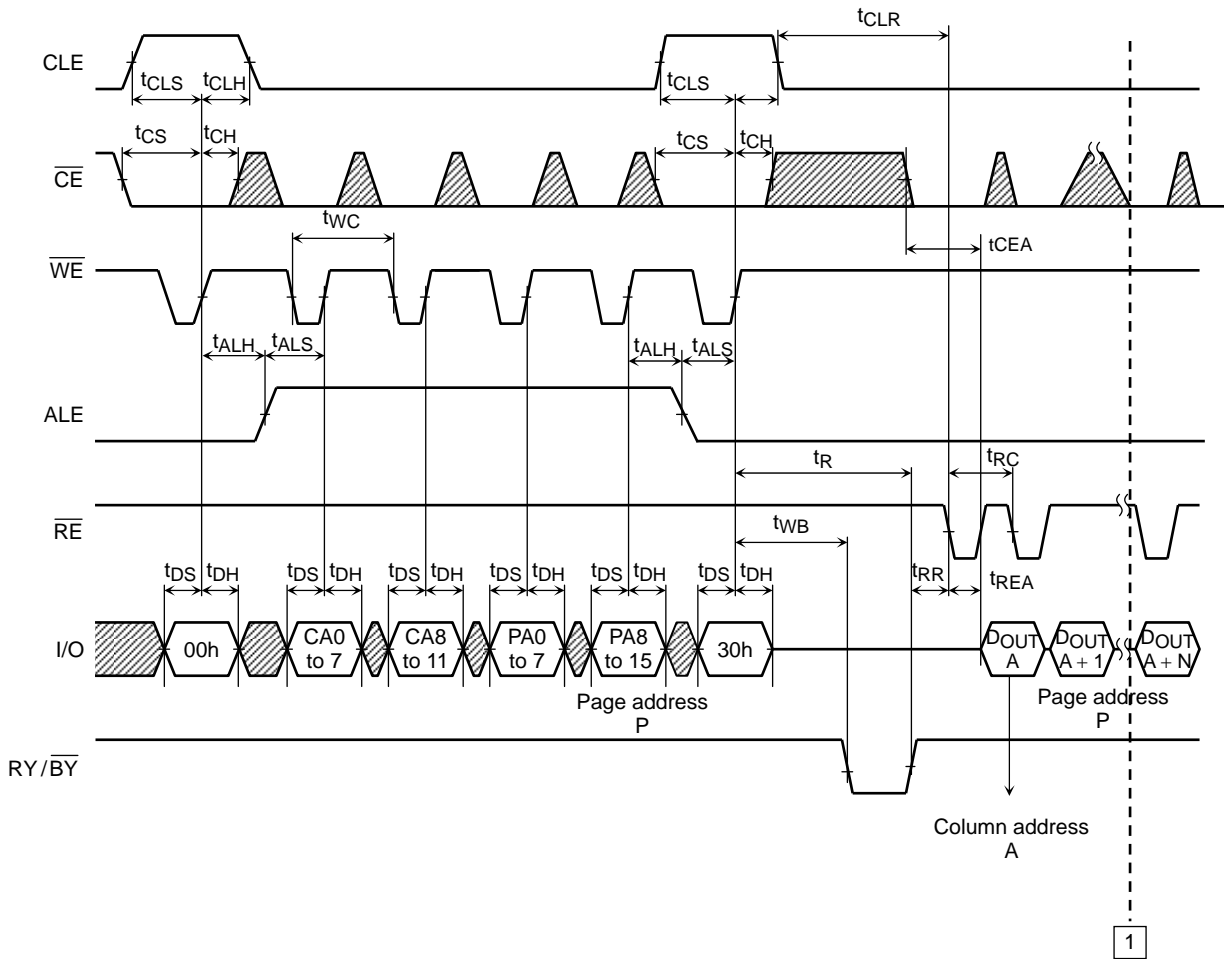 tCLR
CLE
tCLS tCLH tCLS
tCS tCH tCS tCH
CE
tWC
tCEA
WE
tALH tALS tALH tALS
ALE
tR tRC
RE
tWB
tDS tDH tDS tDH tDS tDH tDS tDH tDS tDH tDS tDH tRR tREA
I/O 00h CA0 to 7 CA8 to 11 PA0 to 7 PA8 to 15 30h DOUT A DOUT A + 1 DOUT A + N
Page address P
Page address P
RY/BY
Column address
A
1